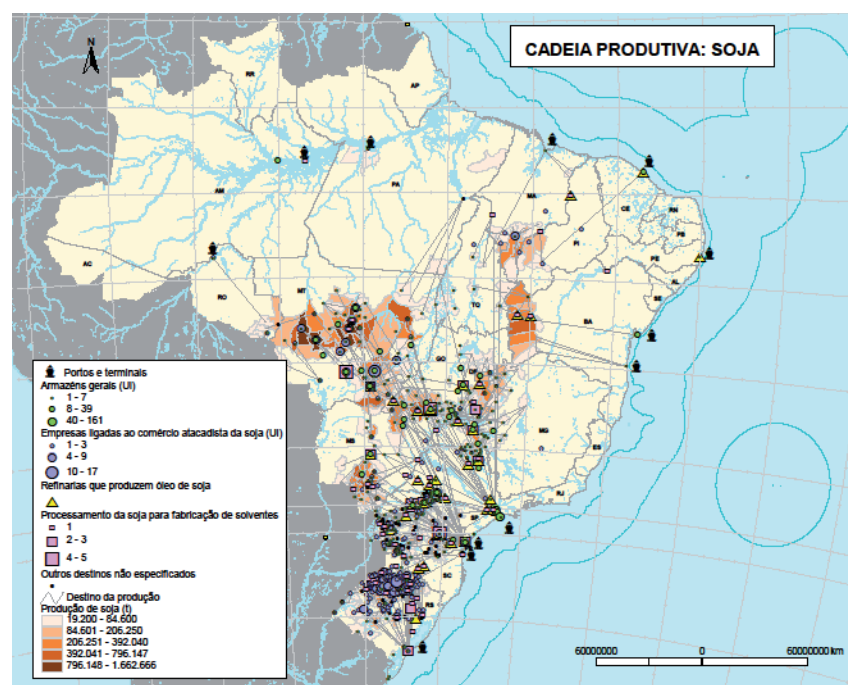 CADEIA PRODUTIVA: SOJA
N
RR
AP
AM
PA
MA
CE
RN
PB
PI
PE
AL
SE
AC
RO
MT
TO
BA
GO
DF
MG
ES
MS
RJ
SP
SC
RS
Portos e terminais
Armazéns gerais (UI)
1 - 7
8 - 39
40 - 161
Empresas ligadas ao comércio atacadista da soja (UI)
1 - 3
4 - 9
10 - 17
Refinarias que produzem óleo de soja
Processamento da soja para fabricação de solventes
1
2 - 3
4 - 5
Outros destinos não especificados
Destino da produção
Produção de soja (t)
19.200 - 84.600
84.601 - 206.250
206.251 - 392.040
392.041 - 796.147
796.148 - 1.662.666
60000000 0 60000000 km